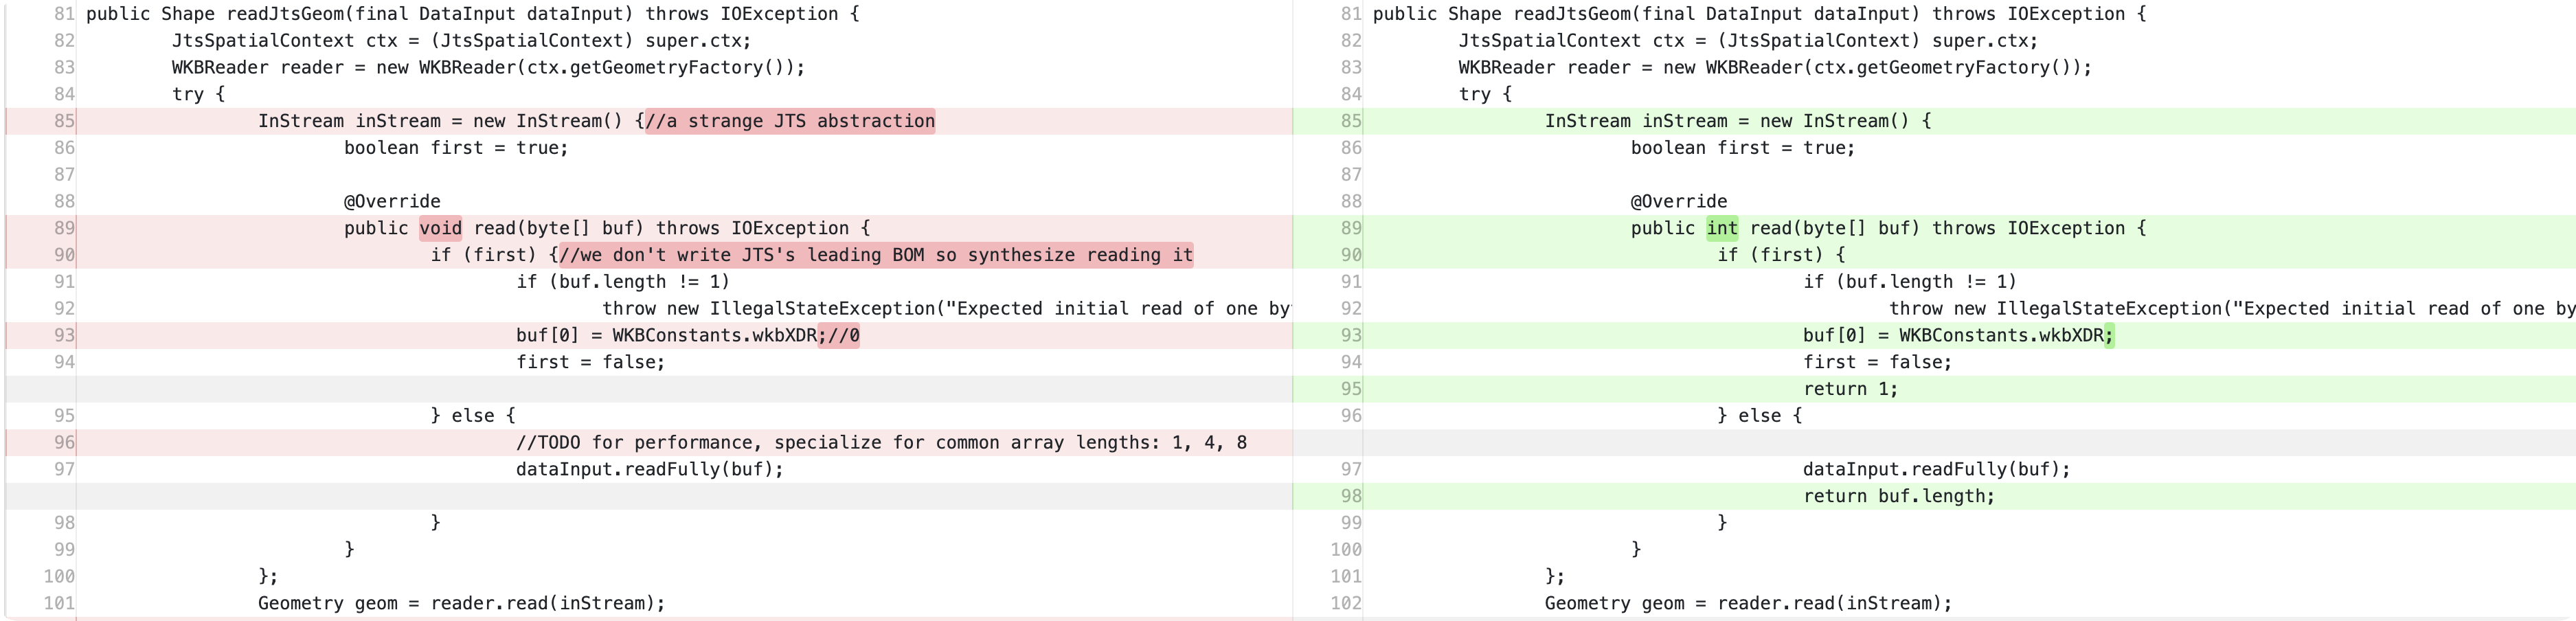 81 public Shape readJtsGeom(final DataInput dataInput) throws IOException {
82 JtsSpatialContext ctx = (JtsSpatialContext) super.ctx;
83 WKBReader reader = new WKBReader(ctx.getGeometryFactory());
84 try {
85 InStream inStream = new InStream() {//a strange JTS abstraction
86 boolean first = true;
87
88 @Override
89 public void read(byte[] buf) throws IOException {
90 if (first) {//we don't write JTS's leading BOM so synthesize reading it
91 if (buf.length != 1)
92 throw new IllegalStateException("Expected initial read of one by
93 buf[0] = WKBConstants.wkbXDR;//0
94 first = false;
95 } else {
96 //TODO for performance, specialize for common array lengths: 1, 4, 8
97 dataInput.readFully(buf);
98 }
99 }
100 };
101 Geometry geom = reader.read(inStream);
81 public Shape readJtsGeom(final DataInput dataInput) throws IOException {
82 JtsSpatialContext ctx = (JtsSpatialContext) super.ctx;
83 WKBReader reader = new WKBReader(ctx.getGeometryFactory());
84 try {
85 InStream inStream = new InStream() {
86 boolean first = true;
87
88 @Override
89 public int read(byte[] buf) throws IOException {
90 if (first) {
91 if (buf.length != 1)
92 throw new IllegalStateException("Expected initial read of one by
93 buf[0] = WKBConstants.wkbXDR;
94 first = false;
95 return 1;
96 } else {
97 dataInput.readFully(buf);
98 return buf.length;
99 }
100 }
101 };
102 Geometry geom = reader.read(inStream);